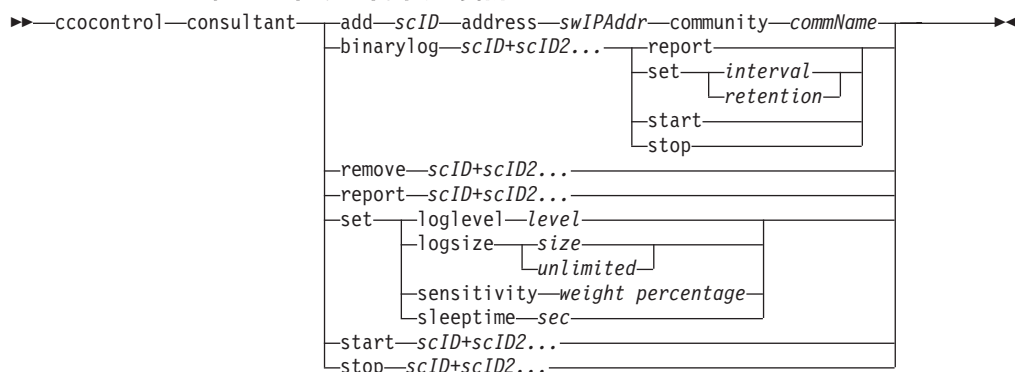 ccocontrol consultant add scID address swIPAddr community commName
binarylog scID+scID2... report
set interval
retention
start
stop
remove scID+scID2...
report scID+scID2...
set loglevel level
logsize size
unlimited
sensitivity weight percentage
sleeptime sec
start scID+scID2...
stop scID+scID2...